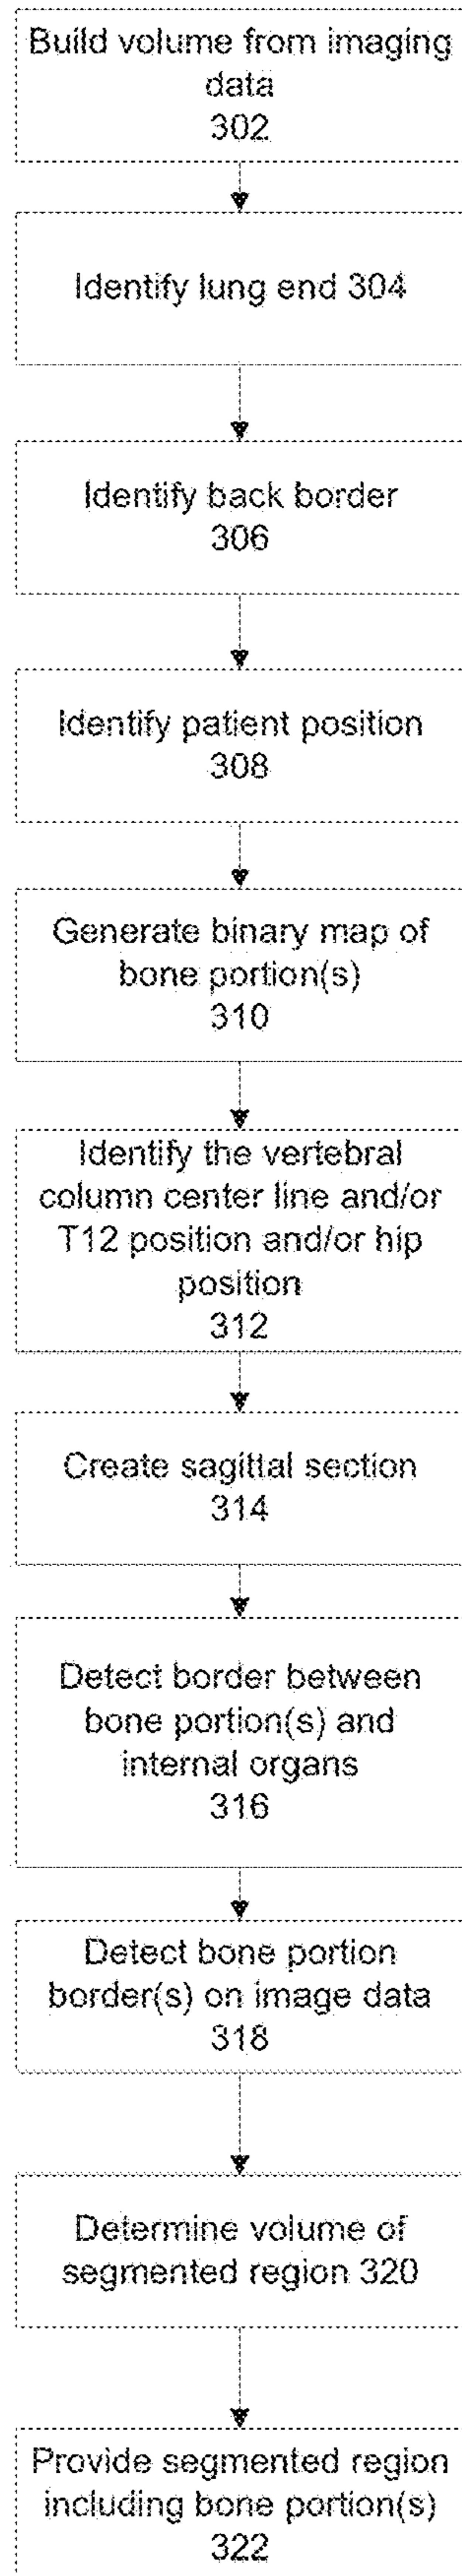 Build volume from imaging
data
302
Identify lung end 304
Identify back border
306
Identify patient position
308
Generate binary map of
bone portion(s)
310
Identify the vertebral
column center line and/or
T12 position and/or hip
position
312
Create sagittal section
314
Detect border between
bone portion(s) and
internal organs
316
Detect bone portion
border(s) on image data
318
Determine volume of
segmented region 320
Provide segmented region
including bone portion(s)
322